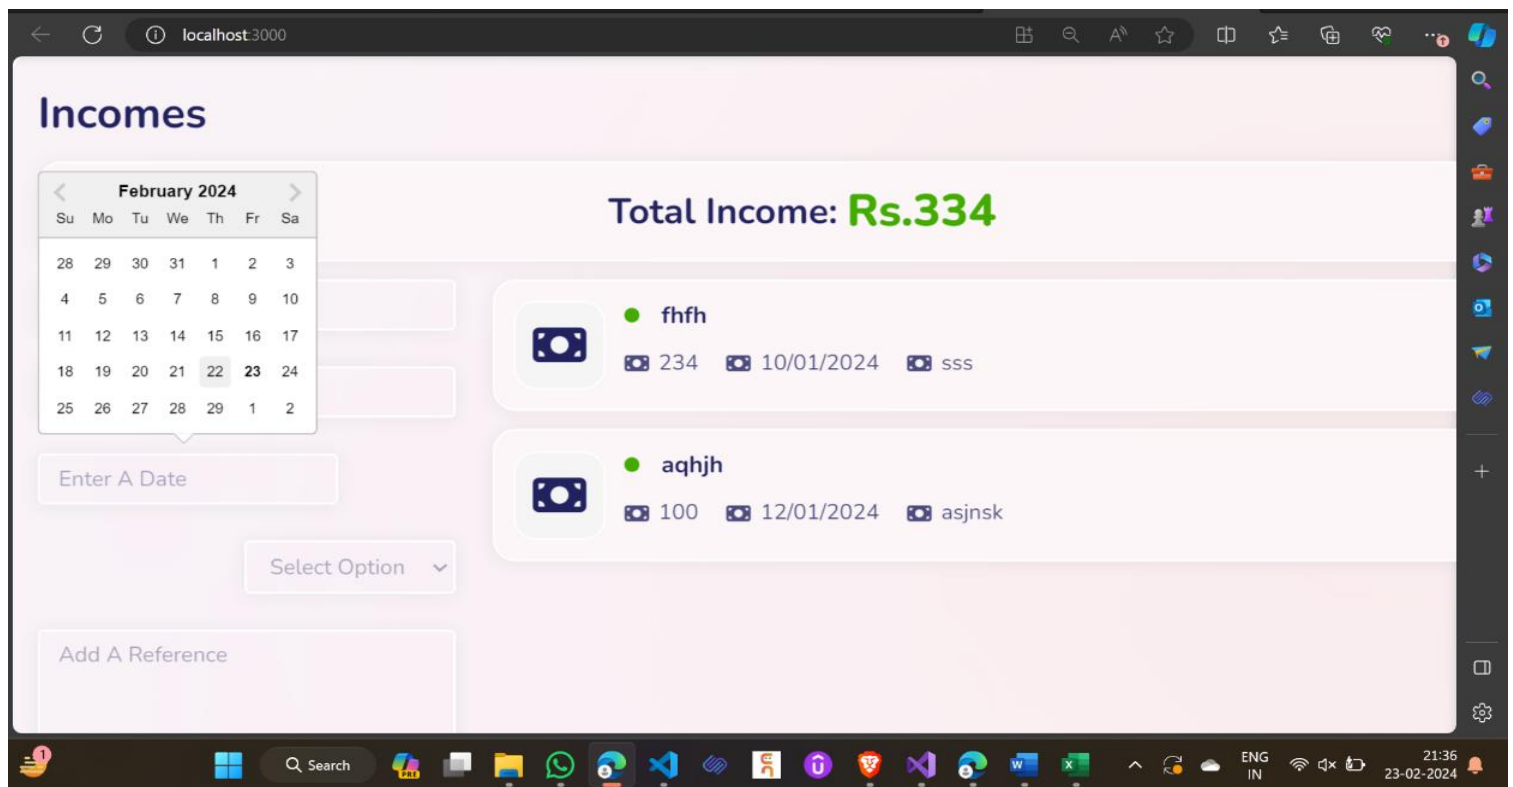 localhost:3000
Incomes
February 2024
Su Mo Tu We Th Fr Sa
28 29 30 31 1 2 3
4 5 6 7 8 9 10
11 12 13 14 15 16 17
18 19 20 21 22 23 24
25 26 27 28 29 1 2
Total Income: Rs.334
fhfh
234 10/01/2024 sss
aqhjh
100 12/01/2024 asjnsk
Enter A Date
Select Option
Add A Reference
1
Search
PRE
ENG
IN
21:36
23-02-2024